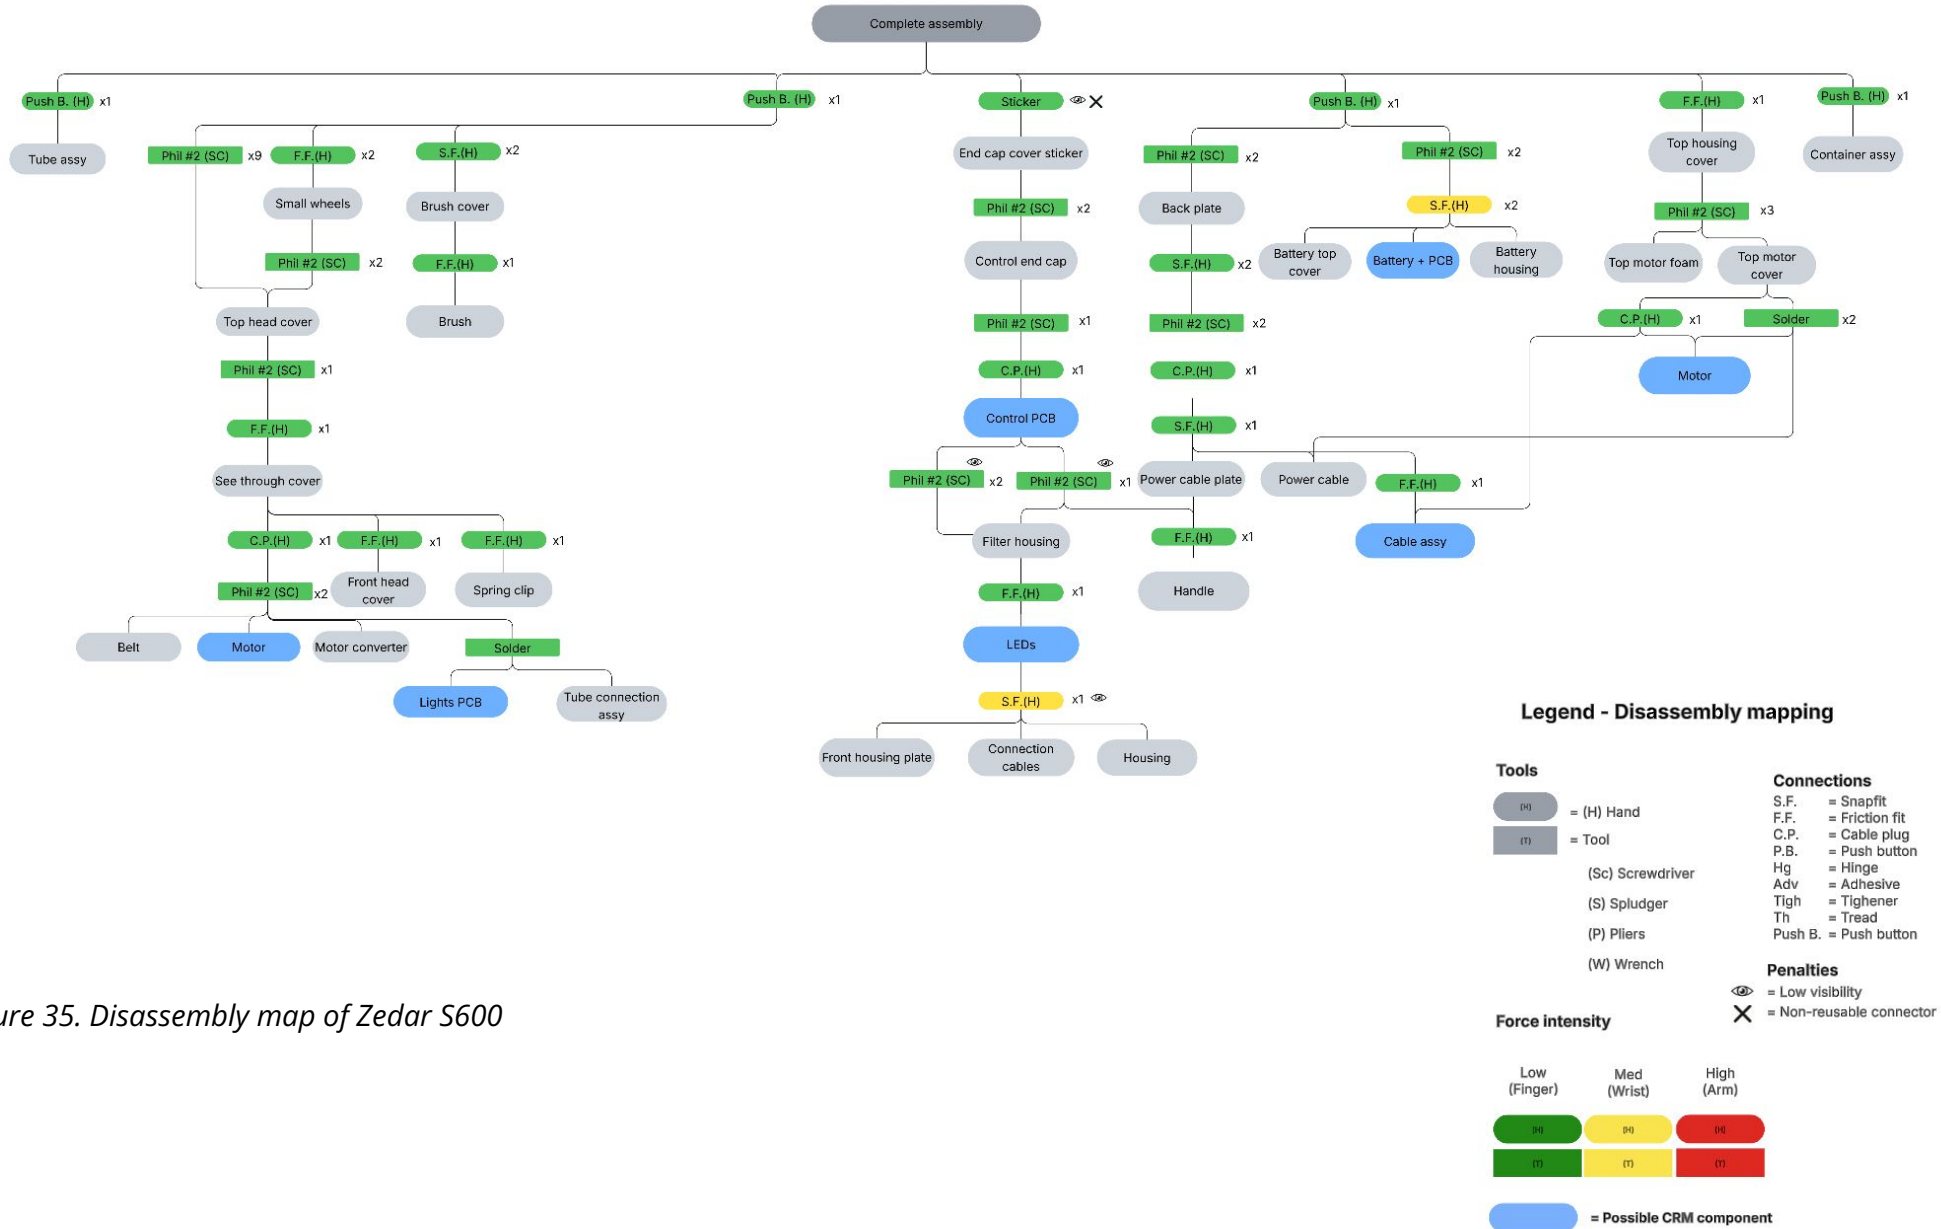 Complete assembly
Push B. (H) x1
Push B. (H) x1
Sticker
Push B. (H) x1
F.F.(H) x1
Push B. (H) x1
Tube assy
Phil #2 (SC) x9
F.F.(H) x2
S.F.(H) x2
End cap cover sticker
Phil #2 (SC) x2
Phil #2 (SC) x2
Top housing
cover
Container assy
Small wheels
Brush cover
Phil #2 (SC) x2
Back plate
S.F.(H) x2
Phil #2 (SC) x3
Phil #2 (SC) x2
F.F.(H) x1
Control end cap
S.F.(H) x2
Battery top
cover
Battery + PCB
Battery
housing
Top motor foam
Top motor
cover
Top head cover
Brush
Phil #2 (SC) x1
Phil #2 (SC) x2
C.P.(H) x1
Solder x2
Phil #2 (SC) x1
C.P.(H) x1
C.P.(H) x1
Motor
F.F.(H) x1
Control PCB
S.F.(H) x1
See through cover
Phil #2 (SC) x2
Phil #2 (SC) x1
Power cable plate
Power cable
F.F.(H) x1
C.P.(H) x1
F.F.(H) x1
F.F.(H) x1
Filter housing
F.F.(H) x1
Cable assy
Phil #2 (SC) x2
Front head
cover
Spring clip
F.F.(H) x1
Handle
Belt
Motor
Motor converter
Solder
LEDs
Lights PCB
Tube connection
assy
S.F.(H) x1
Front housing plate
Connection
cables
Housing
Legend - Disassembly mapping
Tools
(H) = (H) Hand
(T) = Tool
(Sc) Screwdriver
(S) Spludger
(P) Pliers
(W) Wrench
Connections
S.F. = Snapfit
F.F. = Friction fit
C.P. = Cable plug
P.B. = Push button
Hg = Hinge
Adv = Adhesive
Tigh = Tighener
Th = Tread
Push B. = Push button
Penalties
= Low visibility
= Non-reusable connector
ure 35. Disassembly map of Zedar S600
Force intensity
Low
(Finger)
Med
(Wrist)
High
(Arm)
(H) (H) (H)
(T) (T) (T)
= Possible CRM component